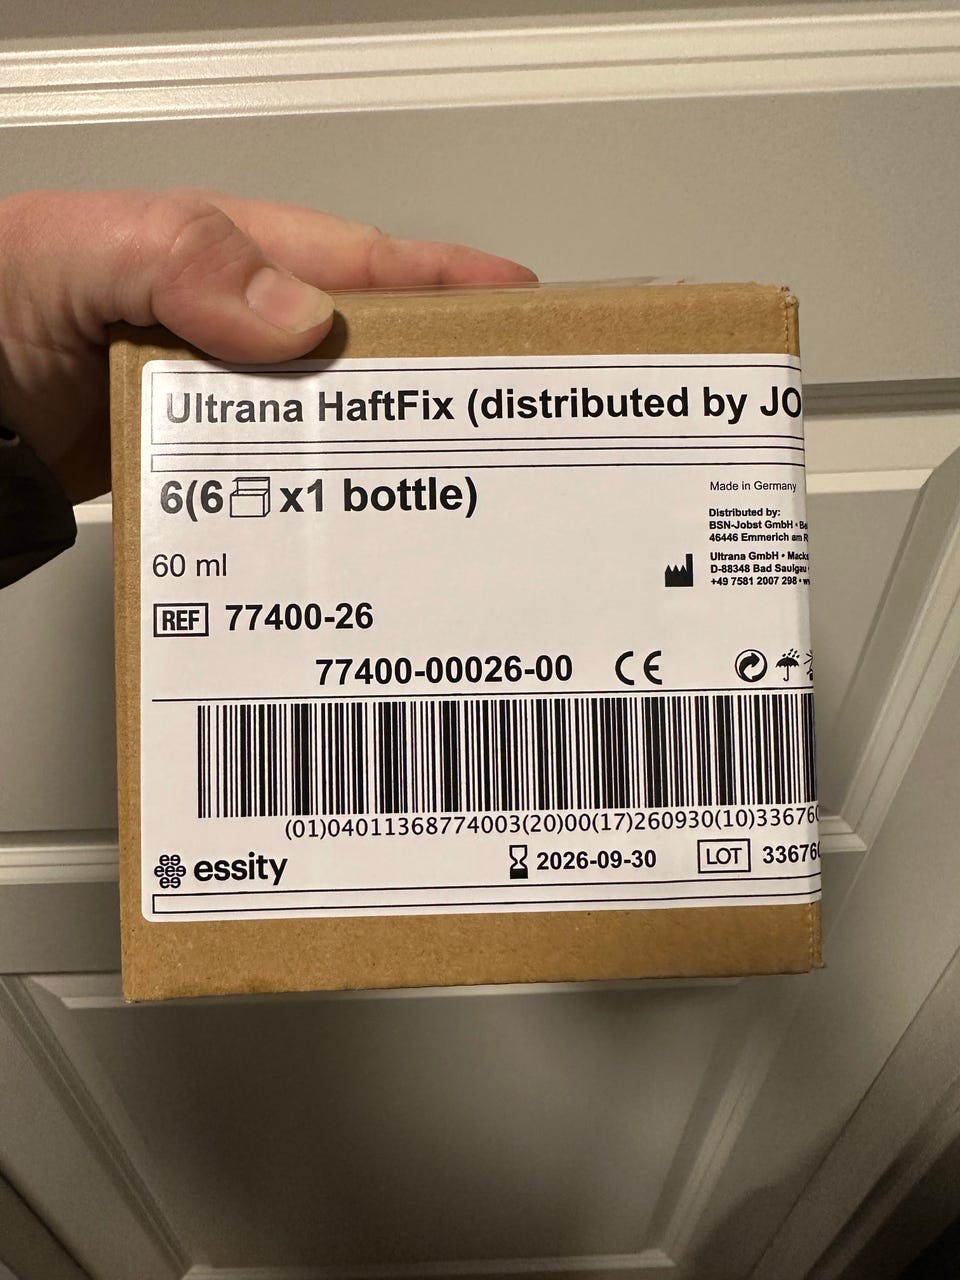 Ultrana HaftFix (distributed by JO
6(6 x1 bottle)
60 ml
REF 77400-26
77400-00026-00
CE
Made in Germany
Distributed by:
BSN-Jobst GmbH • Be
46446 Emmerich am R
Ultrana GmbH • Macks
D-88348 Bad Saulgau •
+49 7581 2007 298 • w
(01)04011368774003(20)00(17)260930(10)33676
essity
2026-09-30
LOT 33676